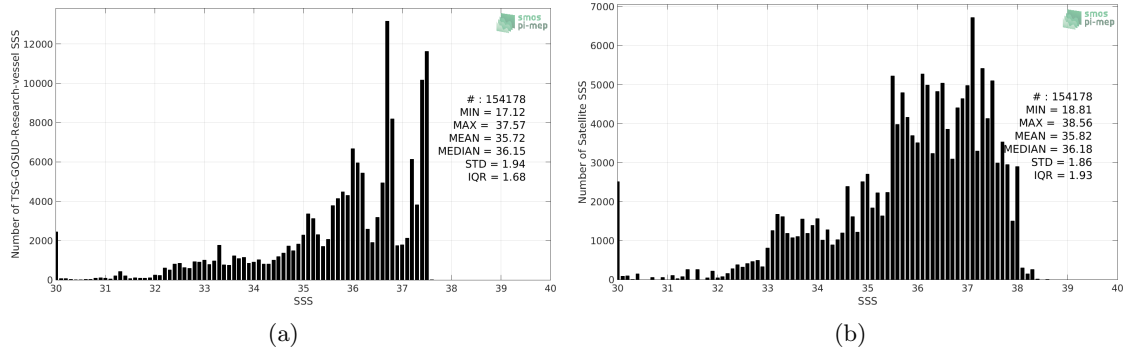 Number of TSG-GOSUD-Research-vessel SSS
12000
10000
8000
6000
4000
2000
0
30 31 32 33 34 35 36 37 38 39 40
SSS
smos
pi-mep
# : 154178
MIN = 17.12
MAX = 37.57
MEAN = 35.72
MEDIAN = 36.15
STD = 1.94
IQR = 1.68
(a)
Number of Satellite SSS
7000
6000
5000
4000
3000
2000
1000
0
30 31 32 33 34 35 36 37 38 39 40
SSS
smos
pi-mep
# : 154178
MIN = 18.81
MAX = 38.56
MEAN = 35.82
MEDIAN = 36.18
STD = 1.86
IQR = 1.93
(b)